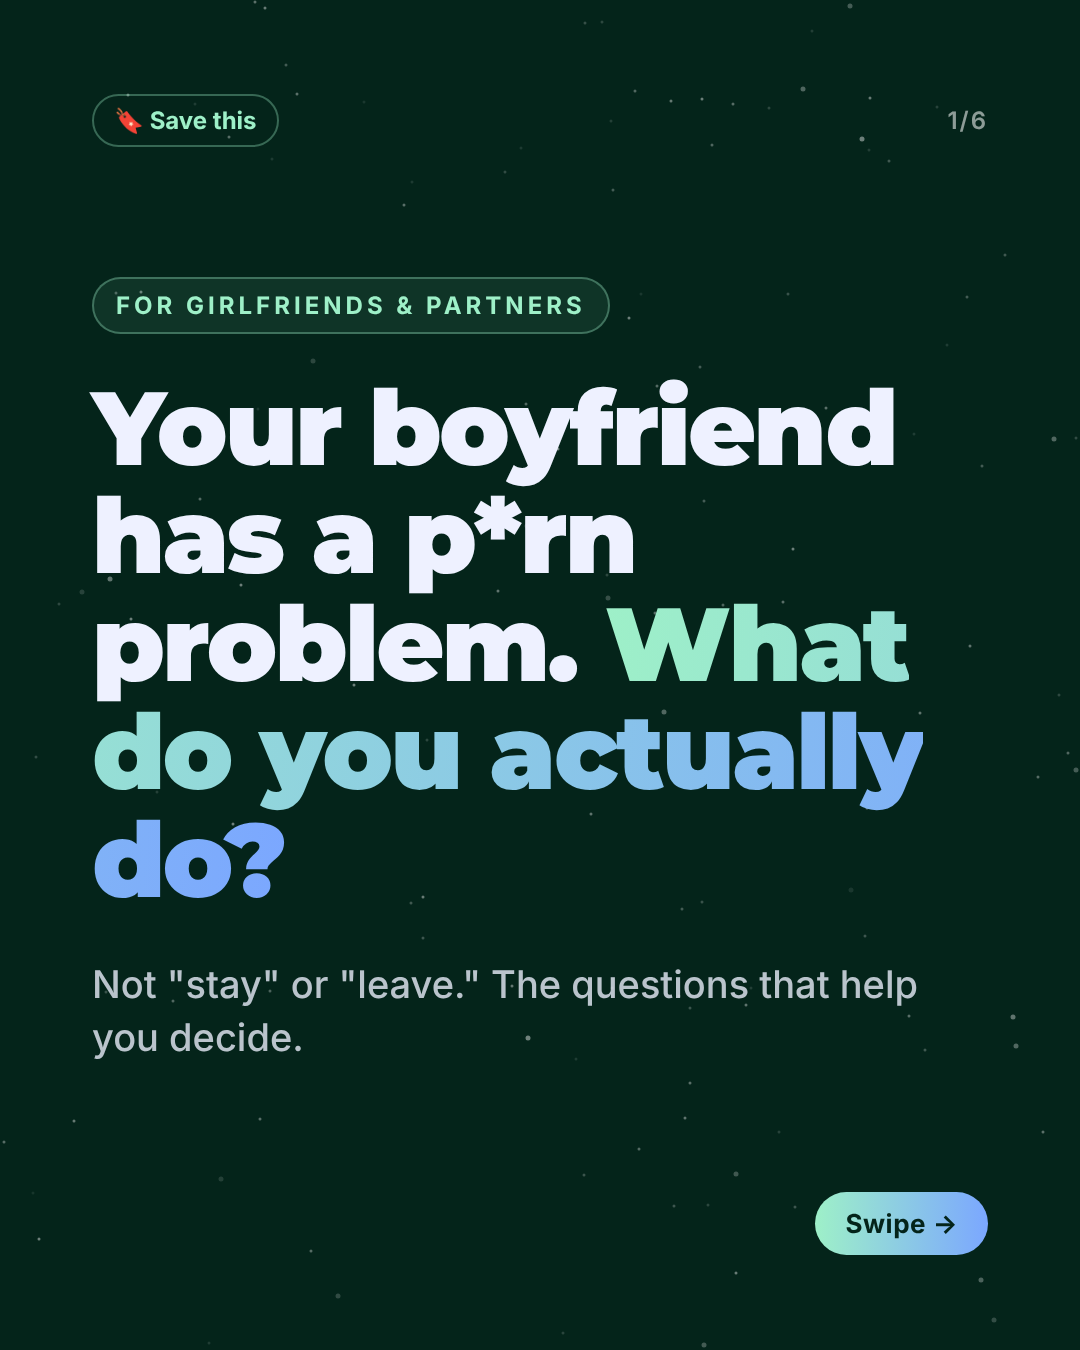 🔖 Save this
1/6
FOR GIRLFRIENDS & PARTNERS
Your boyfriend
has a p*rn
problem. What
do you actually
do?
Not "stay" or "leave." The questions that help
you decide.
Swipe →